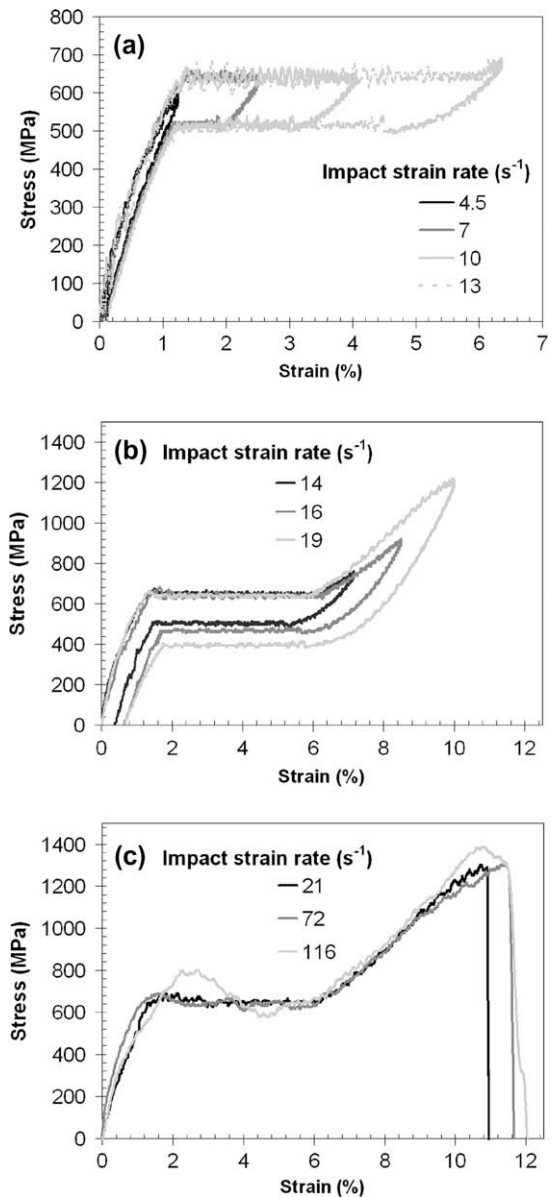 (a)
800
700
600
500
400
300
200
100
0
Stress (MPa)
Impact strain rate (s⁻¹)
4.5
7
10
13
0 1 2 3 4 5 6 7
Strain (%)
(b) Impact strain rate (s⁻¹)
14
16
19
1400
1200
1000
800
600
400
200
0
Stress (MPa)
0 2 4 6 8 10 12
Strain (%)
(c) Impact strain rate (s⁻¹)
21
72
116
1400
1200
1000
800
600
400
200
0
Stress (MPa)
0 2 4 6 8 10 12
Strain (%)